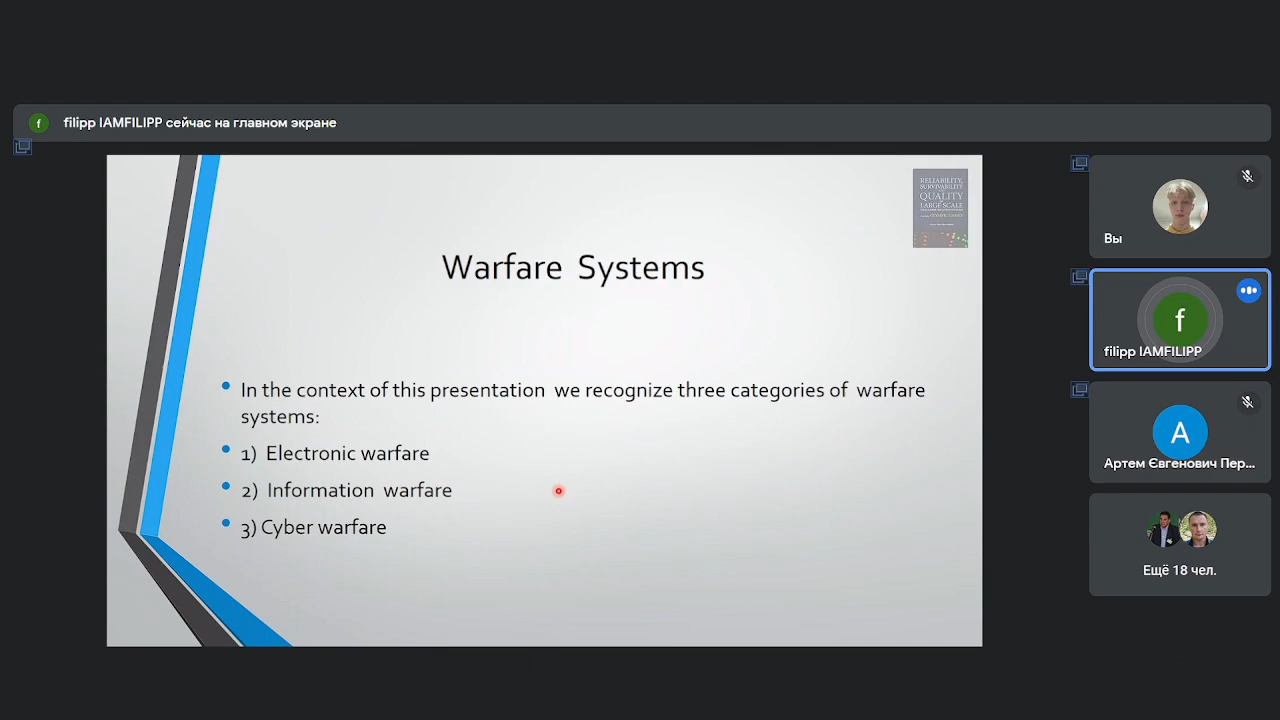 f
filipp IAMFILIPP сейчас на главном экране
RELIABILITY,
SURVIVABILITY
QUALITY
LARGE SCALE
Warfare Systems
In the context of this presentation we recognize three categories of warfare
systems:
1) Electronic warfare
2) Information warfare
3) Cyber warfare
Вы
f
filipp IAMFILIPP
A
Артем Євгенович Пер...
Ещё 18 чел.